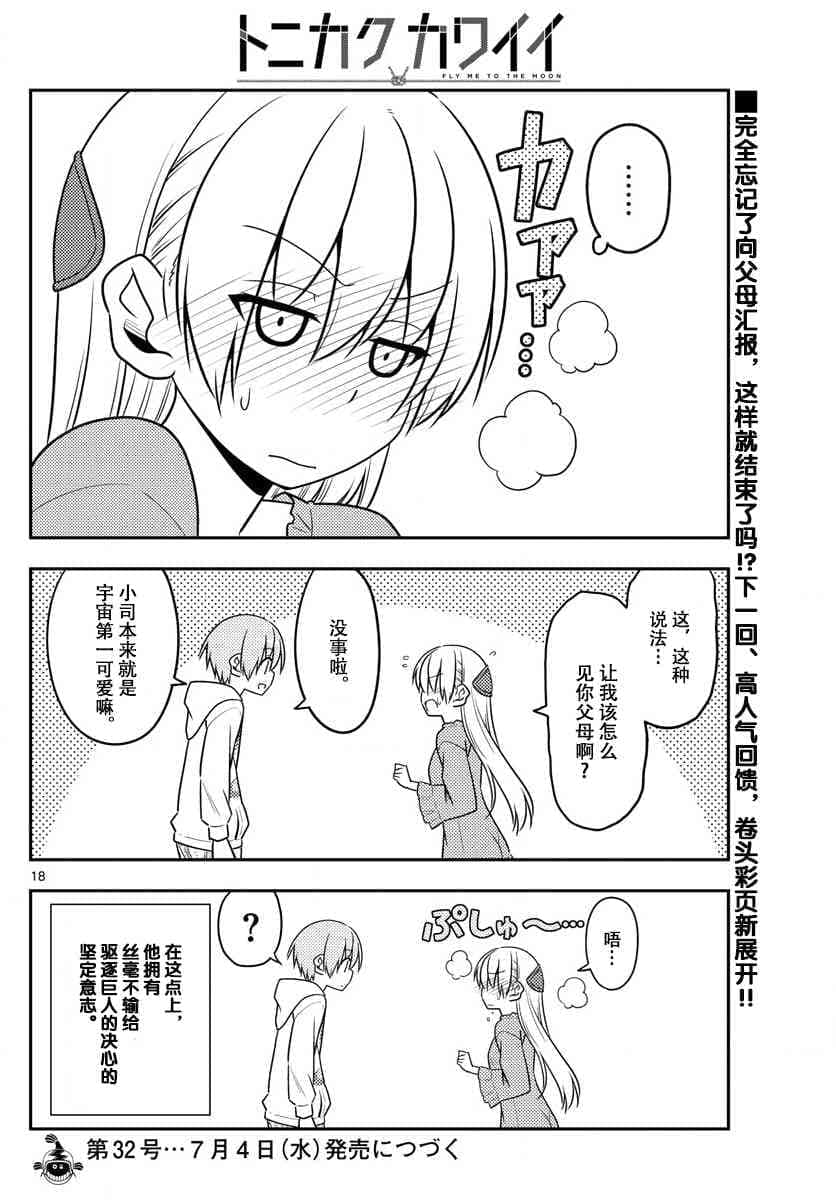 トニカクカワイイ
FLY ME TO THE MOON
■完全忘记了向父母汇报，这样就结束了吗!?下一回、高人气回馈，卷头彩页新展开!!
……
カアァァ…
这，这种
说法…
让我该怎么
见你父母啊?
没事啦。
小司本来就是
宇宙第一可爱嘛。
18
唔…
ぷしゅ〜…
?
在这点上，
他拥有
丝毫不输给
驱逐巨人的决心的
坚定意志。
第32号…7月4日(水)発売につづく